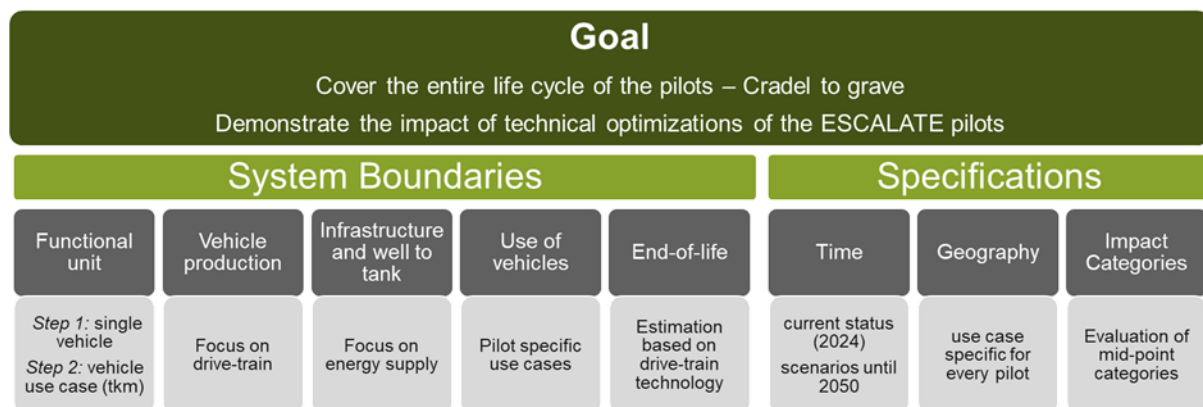 Goal
Cover the entire life cycle of the pilots – Cradel to grave
Demonstrate the impact of technical optimizations of the ESCALATE pilots
System Boundaries
Specifications
Functional
unit
Vehicle
production
Infrastructure
and well to
tank
Use of
vehicles
End-of-life
Time
Geography
Impact
Categories
Step 1: single
vehicle
Step 2: vehicle
use case (tkm)
Focus on
drive-train
Focus on
energy supply
Pilot specific
use cases
Estimation
based on
drive-train
technology
current status
(2024)
scenarios until
2050
use case
specific for
every pilot
Evaluation of
mid-point
categories